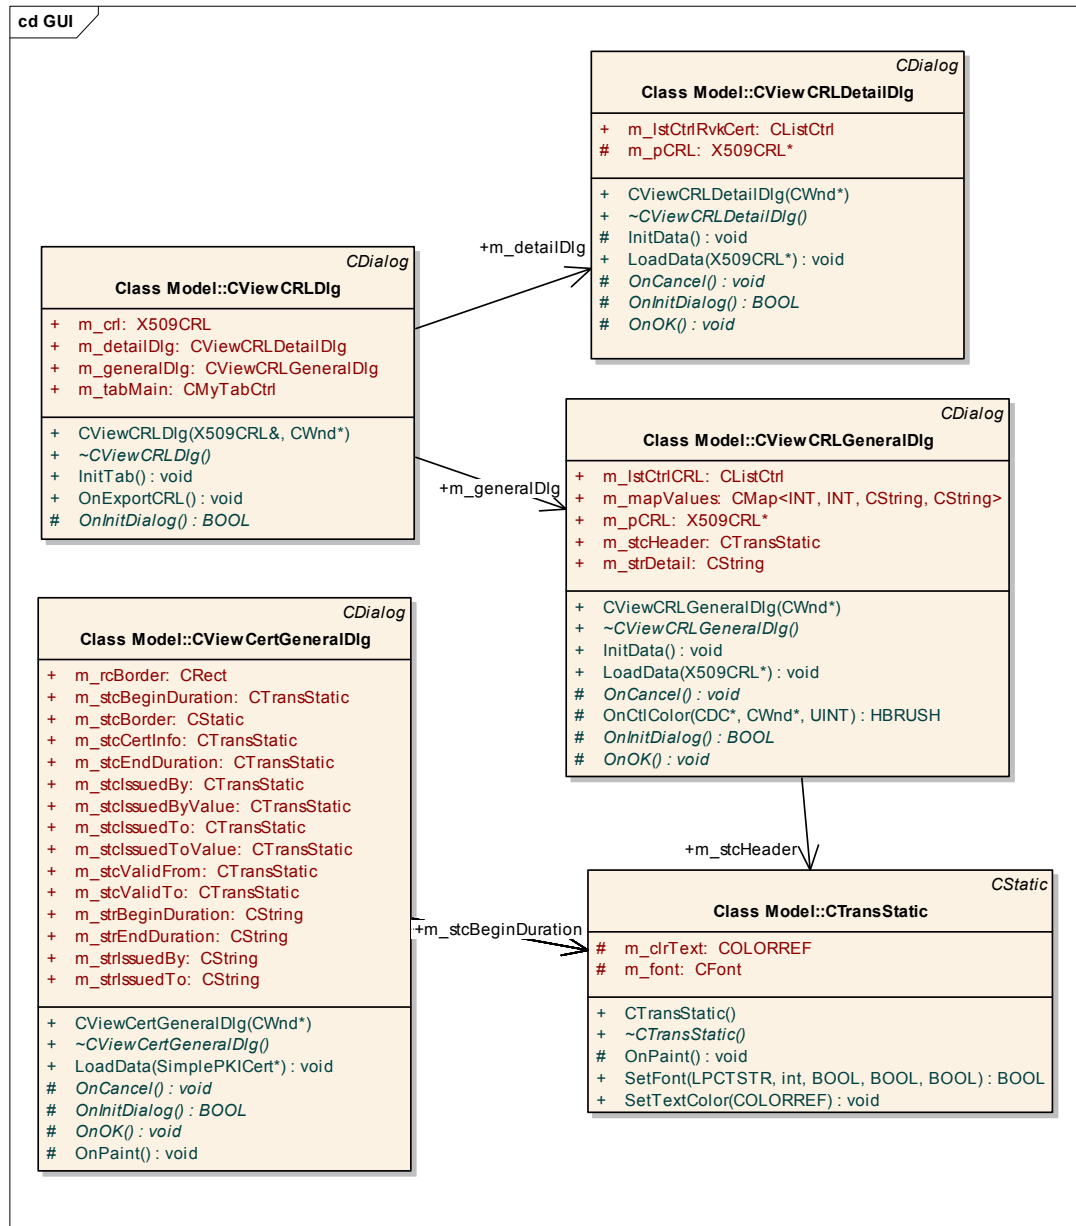 cd GUI
CDialog
Class Model::CViewCRLDetailDlg
+ m_lstCtrlRvkCert: CListCtrl
# m_pCRL: X509CRL*
+ CViewCRLDetailDlg(CWnd*)
+ ~CViewCRLDetailDlg()
# InitData() : void
+ LoadData(X509CRL*) : void
# OnCancel() : void
# OnInitDialog() : BOOL
# OnOK() : void
+m_detailDlg
CDialog
Class Model::CViewCRLDlg
+ m_crl: X509CRL
+ m_detailDlg: CViewCRLDetailDlg
+ m_generalDlg: CViewCRLGeneralDlg
+ m_tabMain: CMyTabCtrl
+ CViewCRLDlg(X509CRL&, CWnd*)
+ ~CViewCRLDlg()
+ InitTab() : void
+ OnExportCRL() : void
# OnInitDialog() : BOOL
+m_generalDlg
CDialog
Class Model::CViewCRLGeneralDlg
+ m_lstCtrlCRL: CListCtrl
+ m_mapValues: CMap<INT, INT, CString, CString>
+ m_pCRL: X509CRL*
+ m_stcHeader: CTransStatic
+ m_strDetail: CString
+ CViewCRLGeneralDlg(CWnd*)
+ ~CViewCRLGeneralDlg()
+ InitData() : void
+ LoadData(X509CRL*) : void
# OnCancel() : void
# OnCtlColor(CDC*, CWnd*, UINT) : HBRUSH
# OnInitDialog() : BOOL
# OnOK() : void
CDialog
Class Model::CViewCertGeneralDlg
+ m_rcBorder: CRect
+ m_stcBeginDuration: CTransStatic
+ m_stcBorder: CStatic
+ m_stcCertInfo: CTransStatic
+ m_stcEndDuration: CTransStatic
+ m_stcIssuedBy: CTransStatic
+ m_stcIssuedByValue: CTransStatic
+ m_stcIssuedTo: CTransStatic
+ m_stcIssuedToValue: CTransStatic
+ m_stcValidFrom: CTransStatic
+ m_stcValidTo: CTransStatic
+ m_strBeginDuration: CString
+ m_strEndDuration: CString
+ m_strIssuedBy: CString
+ m_strIssuedTo: CString
+ CViewCertGeneralDlg(CWnd*)
+ ~CViewCertGeneralDlg()
+ LoadData(SimplePKICert*) : void
# OnCancel() : void
# OnInitDialog() : BOOL
# OnOK() : void
# OnPaint() : void
+m_stcHeader
+m_stcBeginDuration
CStatic
Class Model::CTransStatic
# m_clrText: COLORREF
# m_font: CFont
+ CTransStatic()
+ ~CTransStatic()
# OnPaint() : void
+ SetFont(LPCTSTR, int, BOOL, BOOL, BOOL) : BOOL
+ SetTextColor(COLORREF) : void